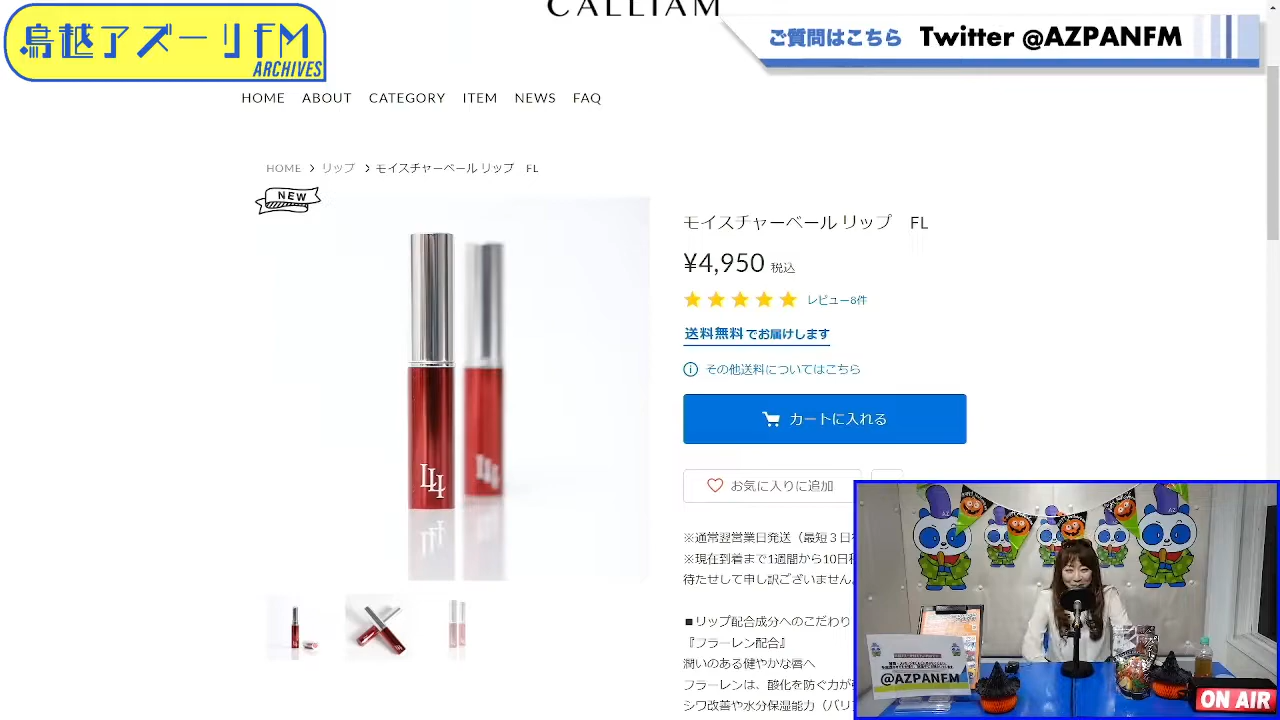 CALLIAM
鳥越アズーリFM
ARCHIVES
ご質問はこちら Twitter @AZPANFM
HOME ABOUT CATEGORY ITEM NEWS FAQ
HOME > リップ > モイスチャーベール リップ　FL
NEW
モイスチャーベール リップ　FL
¥4,950 税込
レビュー8件
送料無料でお届けします
その他送料についてはこちら
カートに入れる
お気に入りに追加
※通常翌営業日発送（最短３日
※現在到着まで1週間から10日
待たせして申し訳ございません。
■リップ配合成分へのこだわり
『フラーレン配合』
潤いのある健やかな唇へ
フラーレンは、酸化を防ぐ力が
シワ改善や水分保湿能力（バリ
@AZPANFM
ON AIR